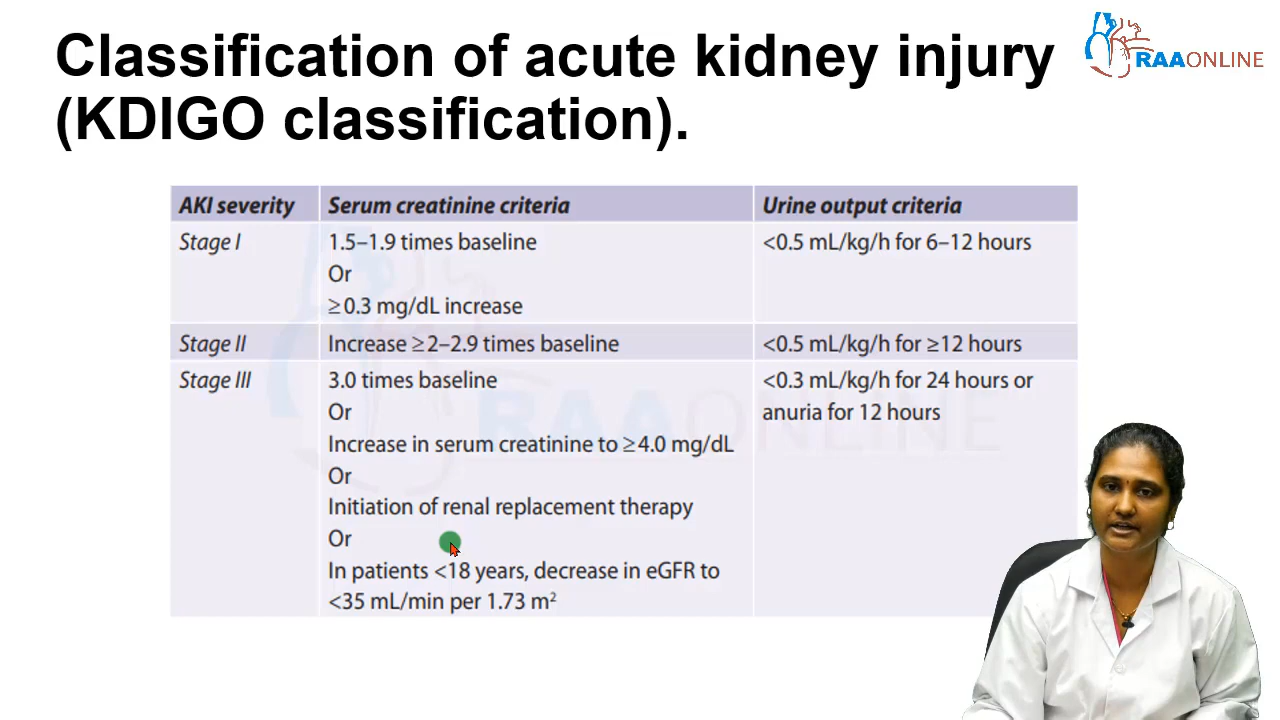 Classification of acute kidney injury
(KDIGO classification).
RAAONLINE
AKI severity Serum creatinine criteria Urine output criteria
Stage I 1.5–1.9 times baseline <0.5 mL/kg/h for 6–12 hours
Or
≥0.3 mg/dL increase
Stage II Increase ≥2–2.9 times baseline <0.5 mL/kg/h for ≥12 hours
Stage III 3.0 times baseline <0.3 mL/kg/h for 24 hours or
Or anuria for 12 hours
Increase in serum creatinine to ≥4.0 mg/dL
Or
Initiation of renal replacement therapy
Or
In patients <18 years, decrease in eGFR to
<35 mL/min per 1.73 m²
RAAONLINE